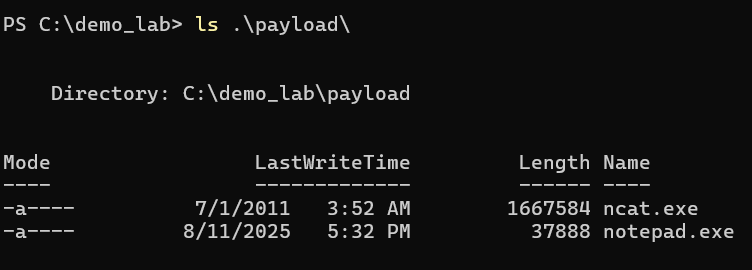 PS C:\demo_lab> ls .\payload\
Directory: C:\demo_lab\payload
Mode LastWriteTime Length Name
---- ------------- ------ ----
-a---- 7/1/2011 3:52 AM 1667584 ncat.exe
-a---- 8/11/2025 5:32 PM 37888 notepad.exe